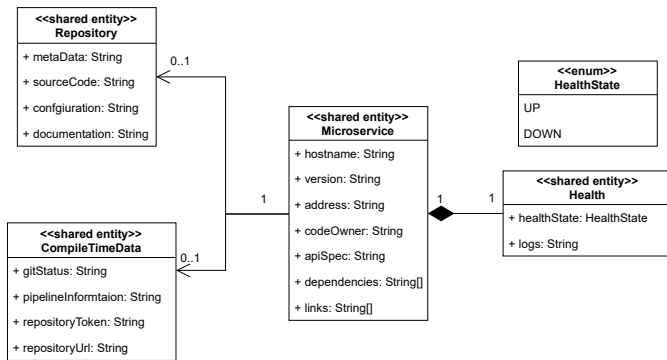 <<shared entity>>
Repository
+ metaData: String
+ sourceCode: String
+ confgiuration: String
+ documentation: String
0..1
<<enum>>
HealthState
UP
DOWN
<<shared entity>>
Microservice
+ hostname: String
+ version: String
+ address: String
+ codeOwner: String
+ apiSpec: String
+ dependencies: String[]
+ links: String[]
1
1
1
<<shared entity>>
Health
+ healthState: HealthState
+ logs: String
<<shared entity>>
CompileTimeData
+ gitStatus: String
+ pipelineInformtaion: String
+ repositoryToken: String
+ repositoryUrl: String
0..1